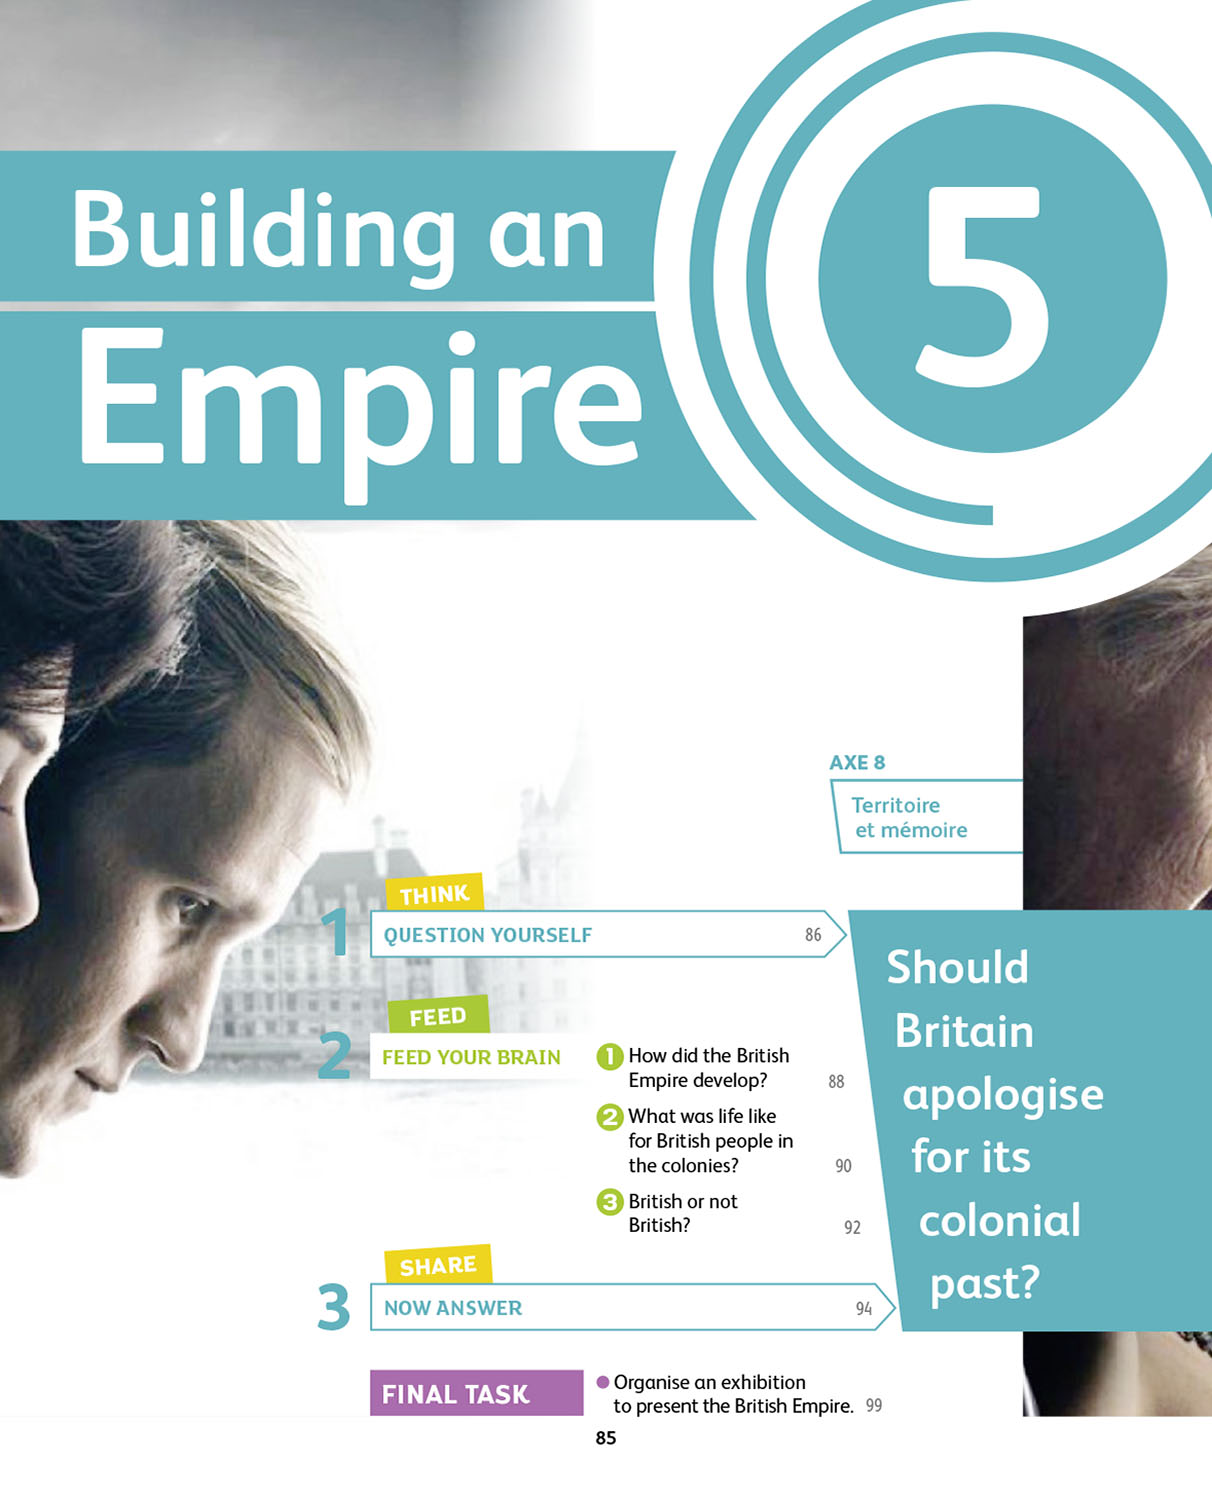 Building an
Empire
5
AXE 8
Territoire
et mémoire
THINK
1
QUESTION YOURSELF 86
FEED
2
FEED YOUR BRAIN
1 How did the British
Empire develop? 88
2 What was life like
for British people in
the colonies? 90
3 British or not
British? 92
SHARE
3
NOW ANSWER 94
Should
Britain
apologise
for its
colonial
past?
FINAL TASK
● Organise an exhibition
to present the British Empire. 99
85